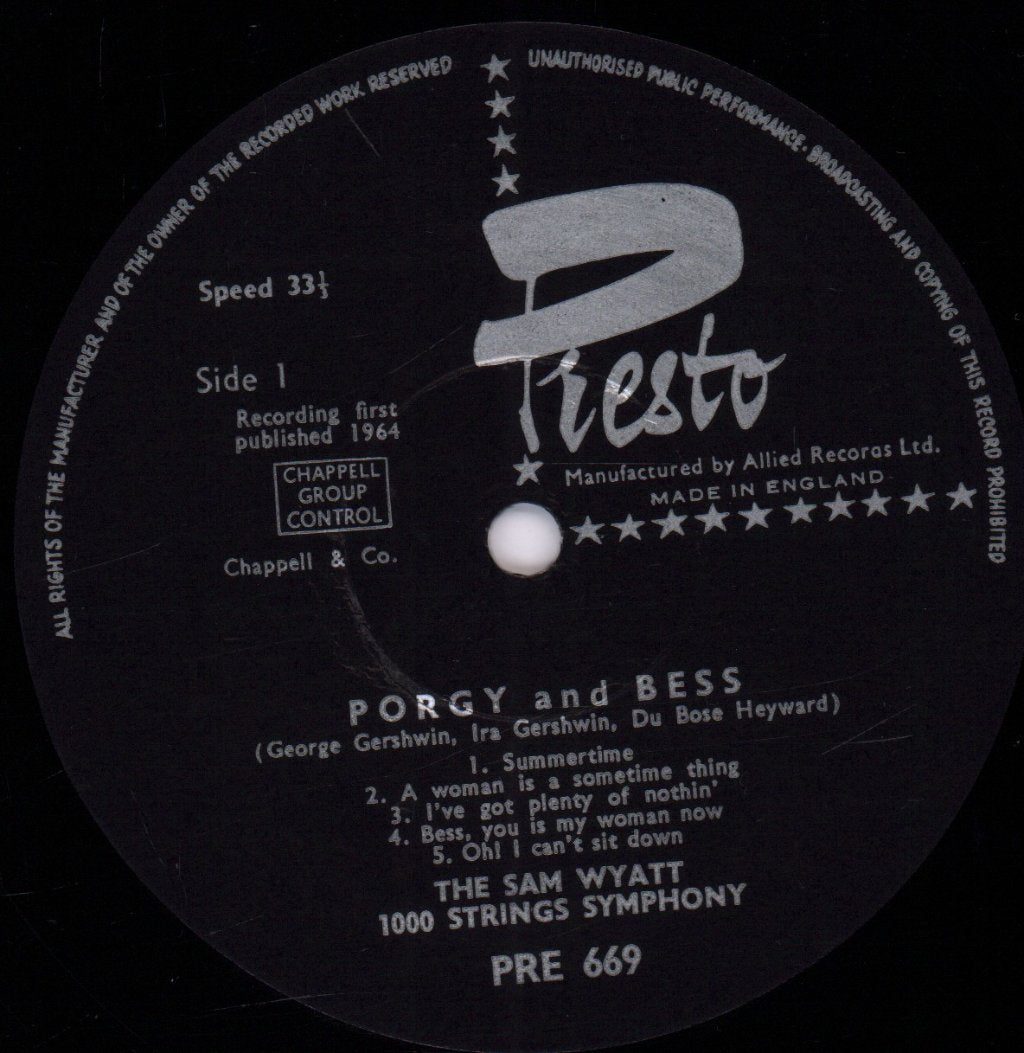 ALL RIGHTS OF THE MANUFACTURER AND OF THE OWNER OF THE RECORDED WORK RESERVED
UNAUTHORISED PUBLIC PERFORMANCE · BROADCASTING AND COPYING OF THIS RECORD PROHIBITED
Presto
Speed 33⅓
Side 1
Recording first
published 1964
CHAPPELL
GROUP
CONTROL
Chappell & Co.
Manufactured by Allied Records Ltd.
MADE IN ENGLAND
PORGY and BESS
(George Gershwin, Ira Gershwin, Du Bose Heyward)
1. Summertime
2. A woman is a sometime thing
3. I've got plenty of nothin'
4. Bess, you is my woman now
5. Oh! I can't sit down
THE SAM WYATT
1000 STRINGS SYMPHONY
PRE 669